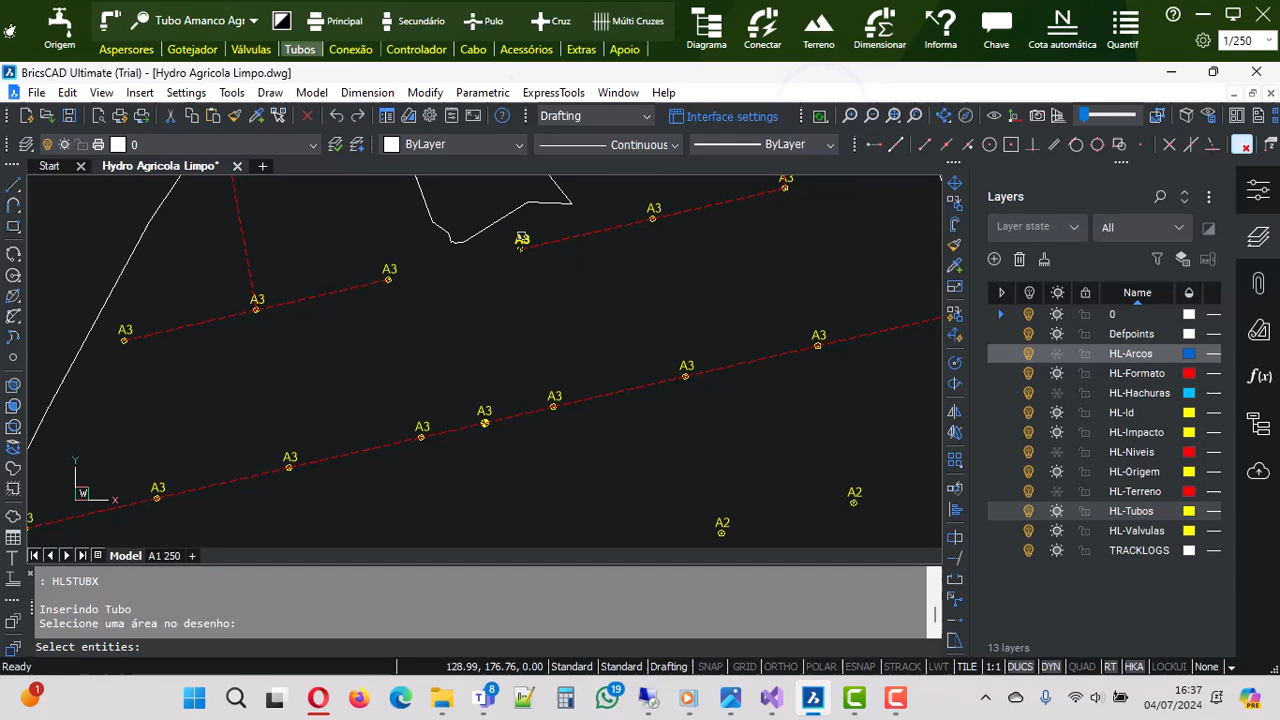 Tubo Amanco Agr
Principal
Secundário
Pulo
Cruz
Múlti Cruzes
1/250
Origem
Aspersores
Gotejador
Válvulas
Tubos
Conexão
Controlador
Cabo
Acessórios
Extras
Apoio
Diagrama
Conectar
Terreno
Dimensionar
Informa
Chave
Cota automática
Quantif
BricsCAD Ultimate (Trial) - [Hydro Agricola Limpo.dwg]
File Edit View Insert Settings Tools Draw Model Dimension Modify Parametric ExpressTools Window Help
Drafting
Interface settings
0
ByLayer
Continuous
ByLayer
Start
Hydro Agricola Limpo*
A3
A3
A3
A3
A3
A3
A3
A3
A3
A3
A3
A3
A3
A2
A2
Y
W
X
Model
A1 250
: HL5TUBX
Inserindo Tubo
Selecione uma área no desenho:
Select entities:
Layers
Layer state
All
Name
0
Defpoints
HL-Arcos
HL-Formato
HL-Hachuras
HL-Id
HL-Impacto
HL-Niveis
HL-Origem
HL-Terreno
HL-Tubos
HL-Valvulas
TRACKLOGS
13 layers
Ready
128.99, 176.76, 0.00 Standard Standard Drafting SNAP GRID ORTHO POLAR ESNAP STRACK LWT TILE 1:1 DUCS DYN QUAD RT HKA LOCKUI None
1
8
19
16:37
04/07/2024
PRE